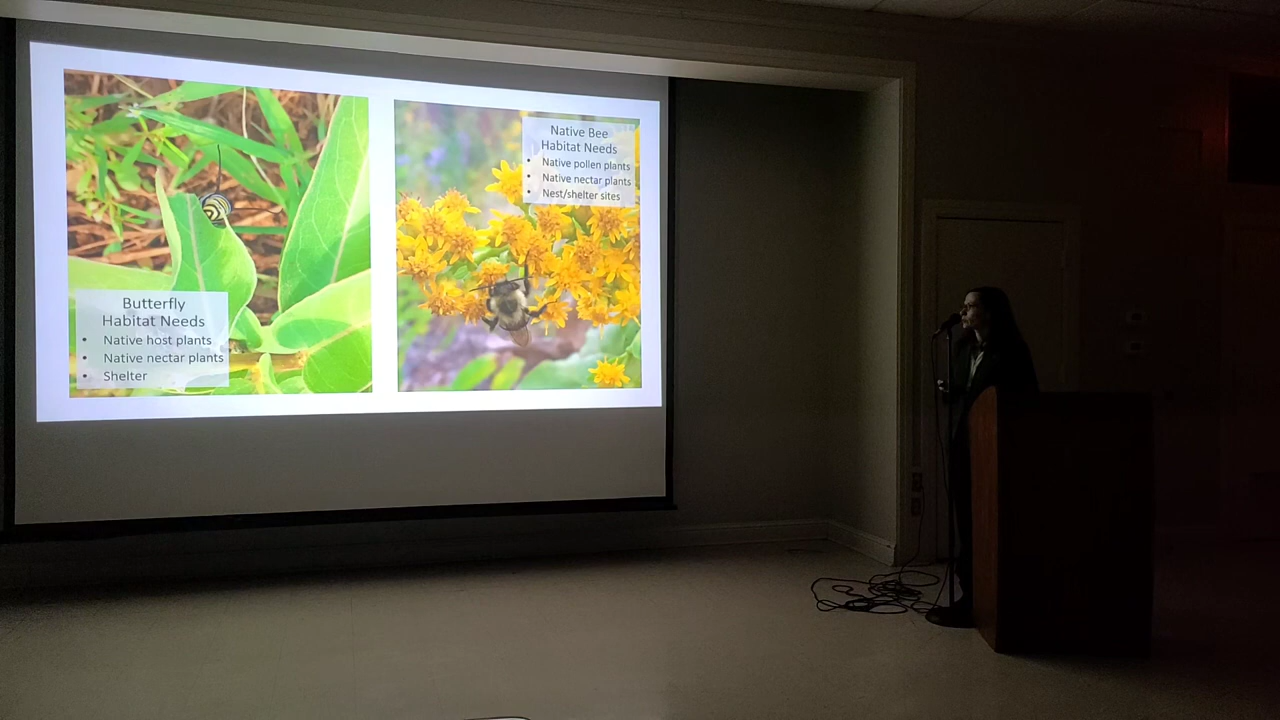 Butterfly
Habitat Needs
• Native host plants
• Native nectar plants
• Shelter
Native Bee
Habitat Needs
• Native pollen plants
• Native nectar plants
• Nest/shelter sites